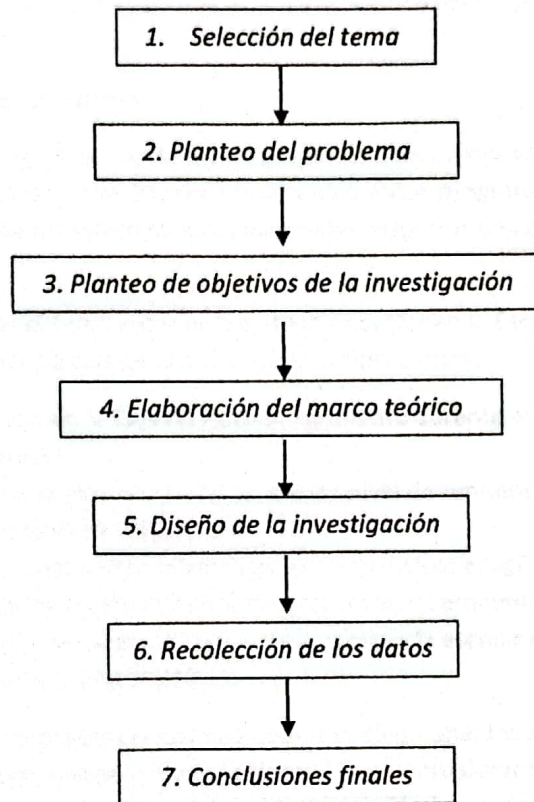 1. Selección del tema
2. Planteo del problema
3. Planteo de objetivos de la investigación
4. Elaboración del marco teórico
5. Diseño de la investigación
6. Recolección de los datos
7. Conclusiones finales